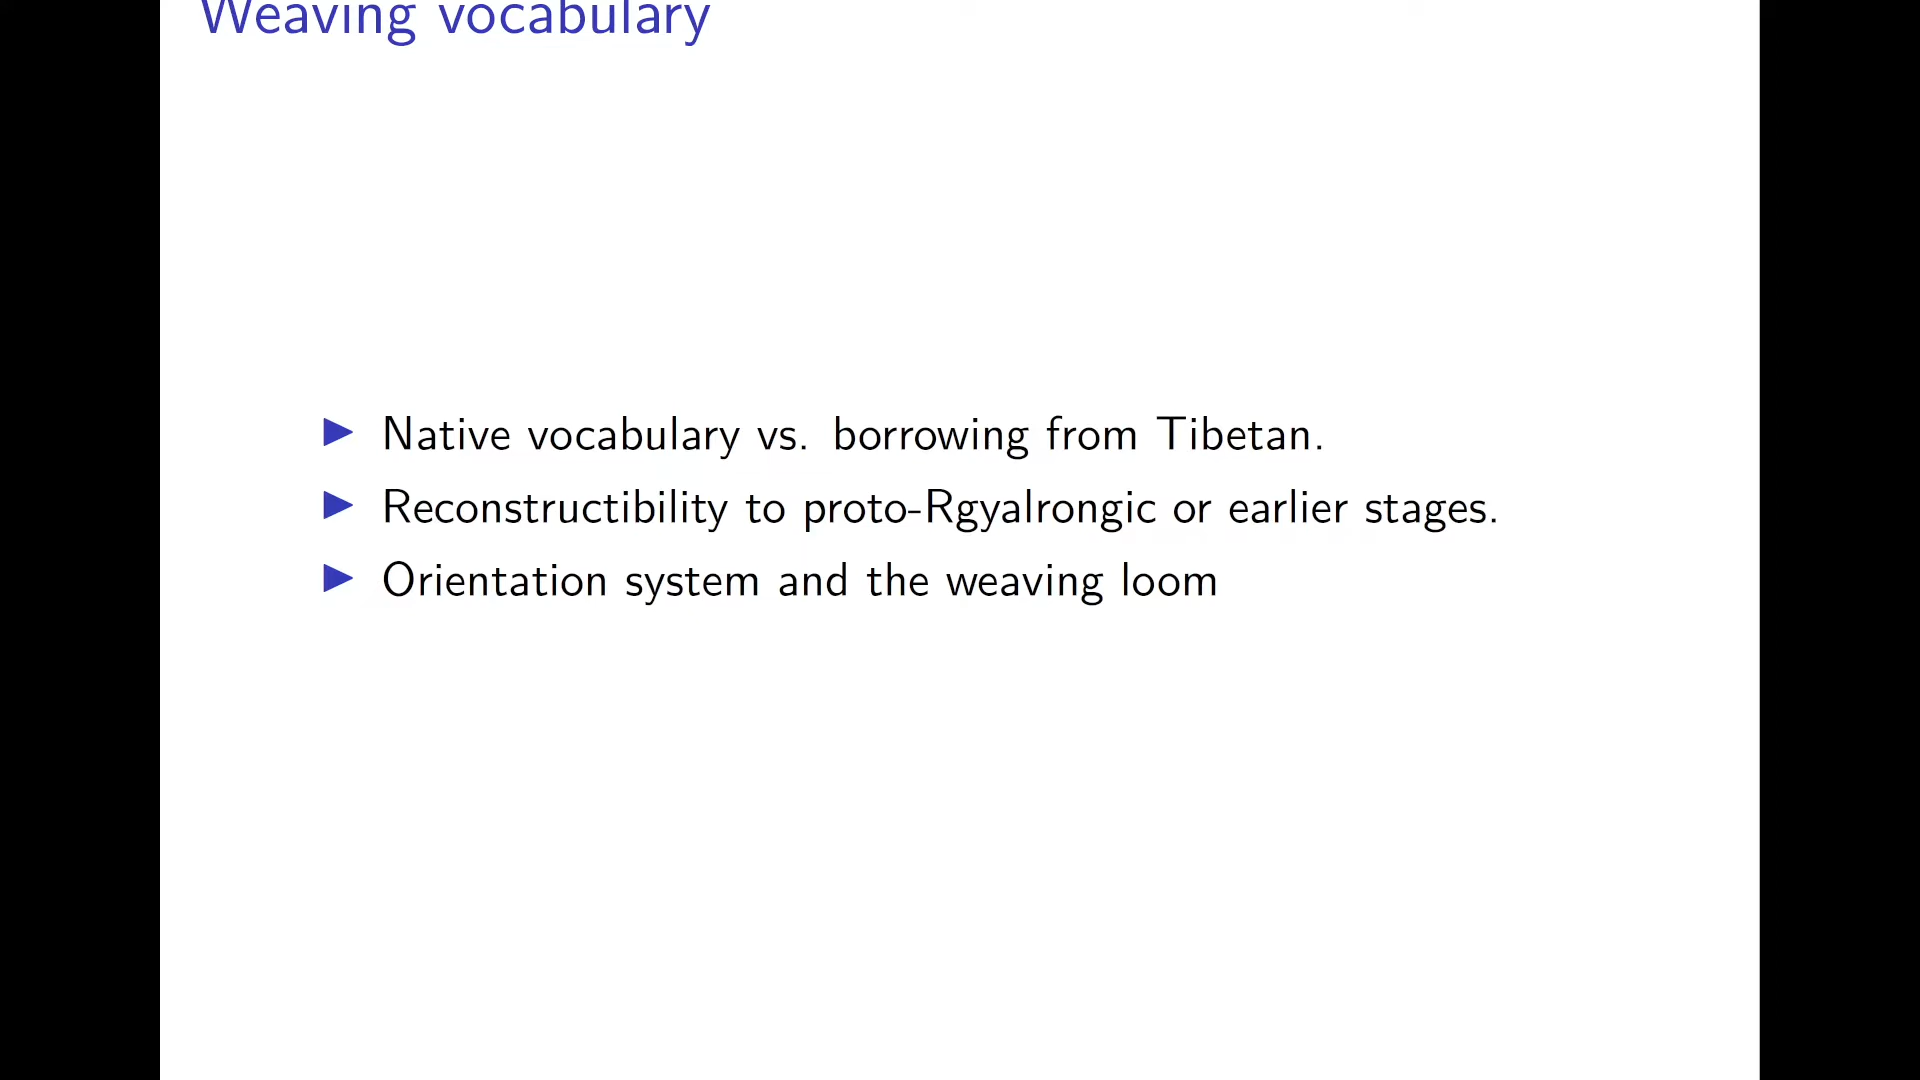 Weaving vocabulary
▶ Native vocabulary vs. borrowing from Tibetan.
▶ Reconstructibility to proto-Rgyalrongic or earlier stages.
▶ Orientation system and the weaving loom